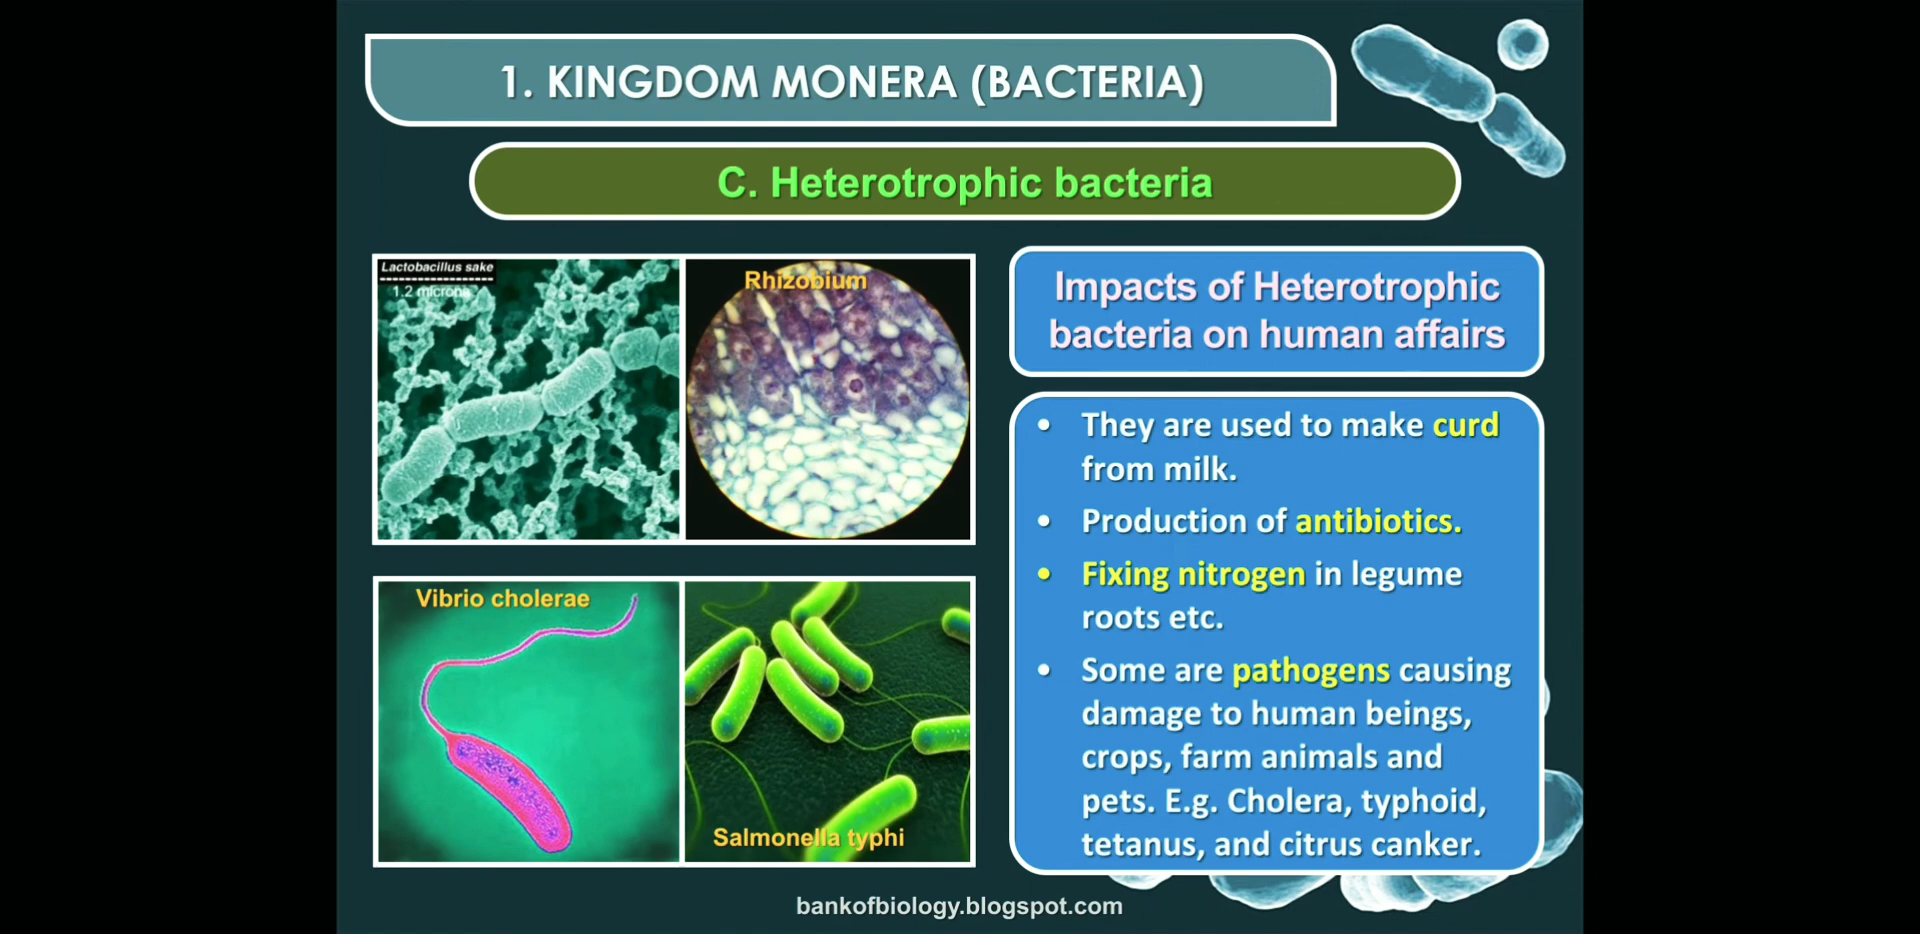 1. KINGDOM MONERA (BACTERIA)
C. Heterotrophic bacteria
Lactobacillus sake
1.2 microns
Rhizobium
Vibrio cholerae
Salmonella typhi
Impacts of Heterotrophic
bacteria on human affairs
• They are used to make curd
from milk.
• Production of antibiotics.
• Fixing nitrogen in legume
roots etc.
• Some are pathogens causing
damage to human beings,
crops, farm animals and
pets. E.g. Cholera, typhoid,
tetanus, and citrus canker.
bankofbiology.blogspot.com